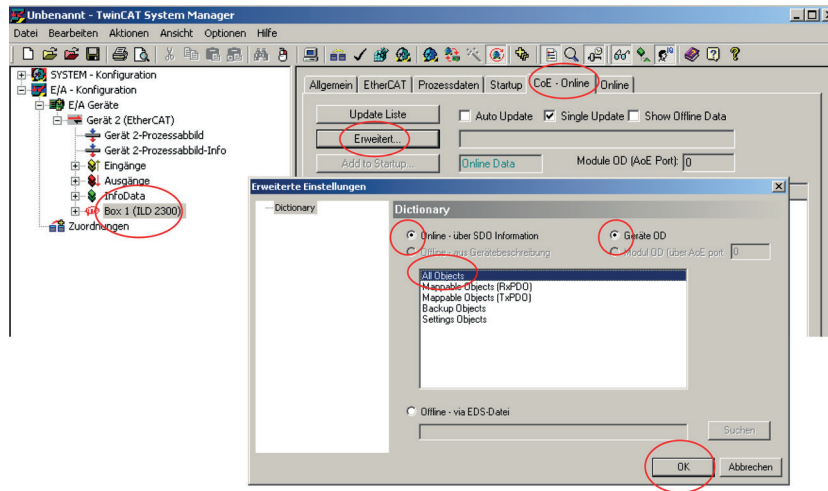 Unbenannt - TwinCAT System Manager
Datei Bearbeiten Aktionen Ansicht Optionen Hilfe
SYSTEM - Konfiguration
E/A - Konfiguration
E/A Geräte
Gerät 2 (EtherCAT)
Gerät 2-Prozessabbild
Gerät 2-Prozessabbild-Info
Eingänge
Ausgänge
InfoData
Box 1 (ILD 2300)
Zuordnungen
Allgemein EtherCAT Prozessdaten Startup CoE - Online Online
Update Liste Auto Update Single Update Show Offline Data
Erweitert...
Add to Startup... Online Data Module OD (AoE Port): 0
Erweiterte Einstellungen
Dictionary
Dictionary
Online - über SDO Information Geräte OD
Offline - aus Gerätebeschreibung Modul OD (über AoE port 0
All Objects
Mappable Objects (RxPDO)
Mappable Objects (TxPDO)
Backup Objects
Settings Objects
Offline - via EDS-Datei
Suchen
OK Abbrechen